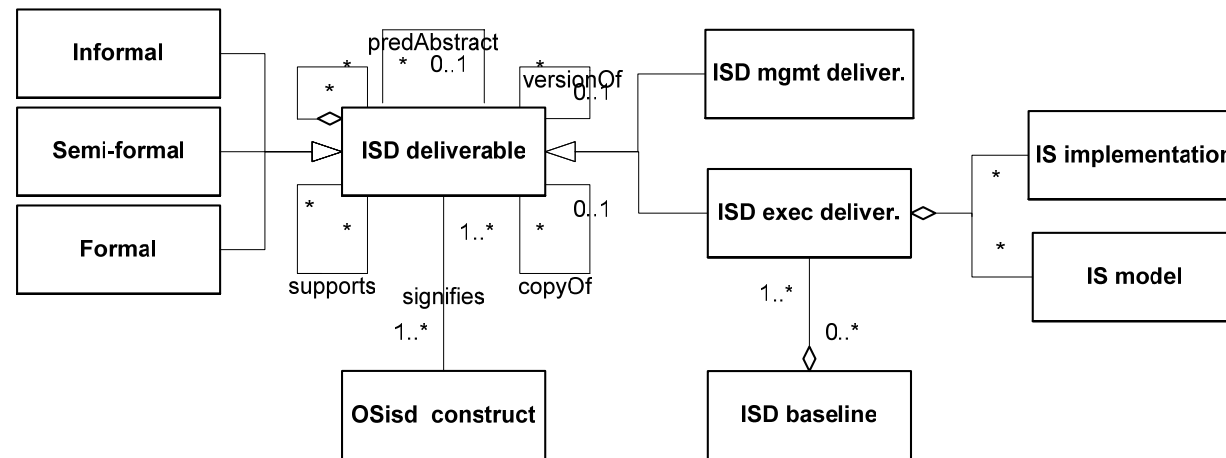 Informal
Semi-formal
Formal
predAbstract
* 0..1
*
*
*
versionOf
0..1
ISD deliverable
*
*
supports
1..*
signifies
1..*
*
0..1
copyOf
OSisd construct
ISD mgmt deliver.
ISD exec deliver.
1..*
0..*
ISD baseline
*
*
IS implementation
IS model